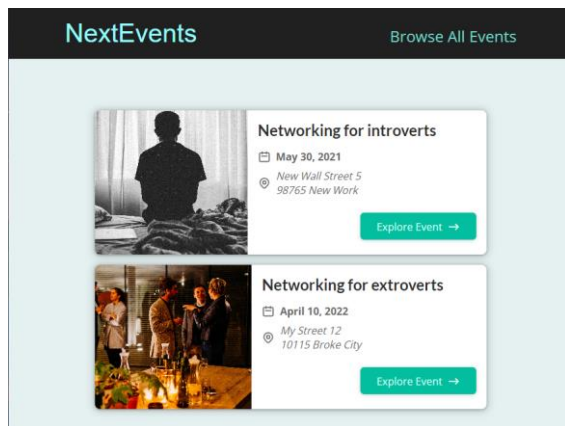 NextEvents
Browse All Events
Networking for introverts
May 30, 2021
New Wall Street 5
98765 New Work
Explore Event →
Networking for extroverts
April 10, 2022
My Street 12
10115 Broke City
Explore Event →